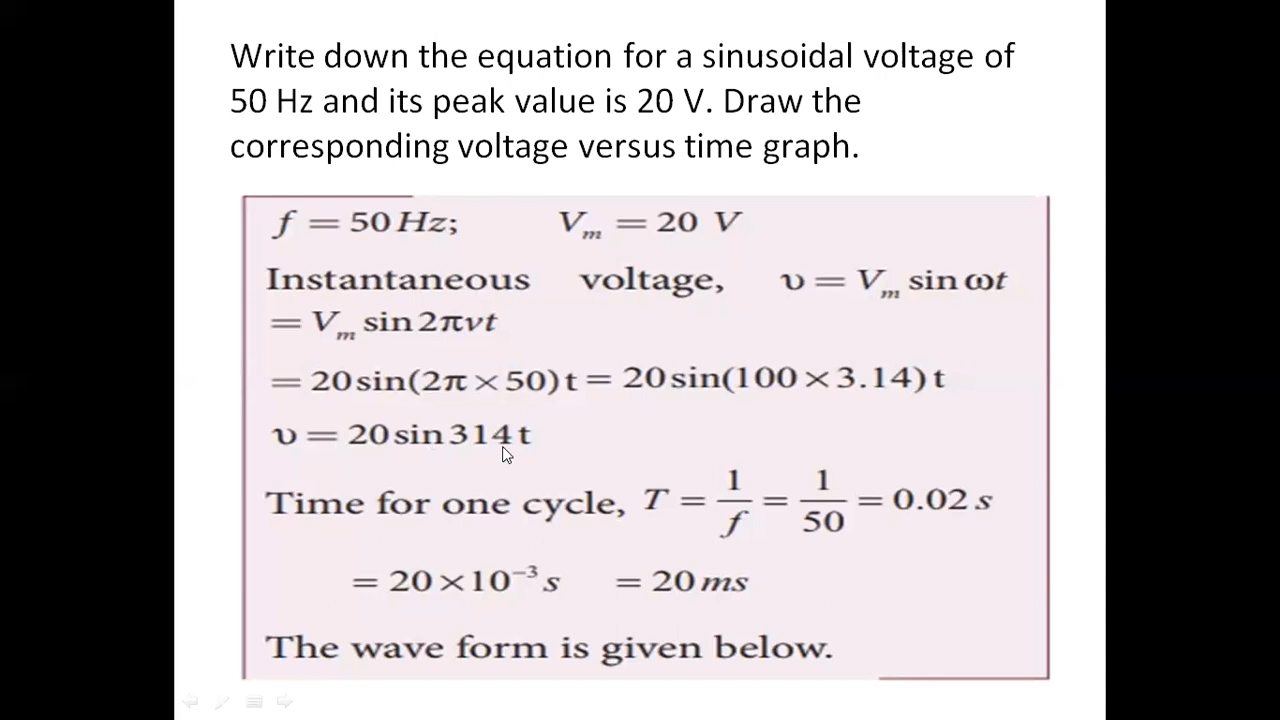 Write down the equation for a sinusoidal voltage of
50 Hz and its peak value is 20 V. Draw the
corresponding voltage versus time graph.
f = 50 Hz; Vₘ = 20 V
Instantaneous voltage, υ = Vₘ sin ωt
= Vₘ sin 2πνt
= 20 sin(2π × 50) t = 20 sin(100 × 3.14) t
υ = 20 sin 314 t
Time for one cycle, T = 1/f = 1/50 = 0.02 s
= 20 × 10⁻³ s = 20 ms
The wave form is given below.